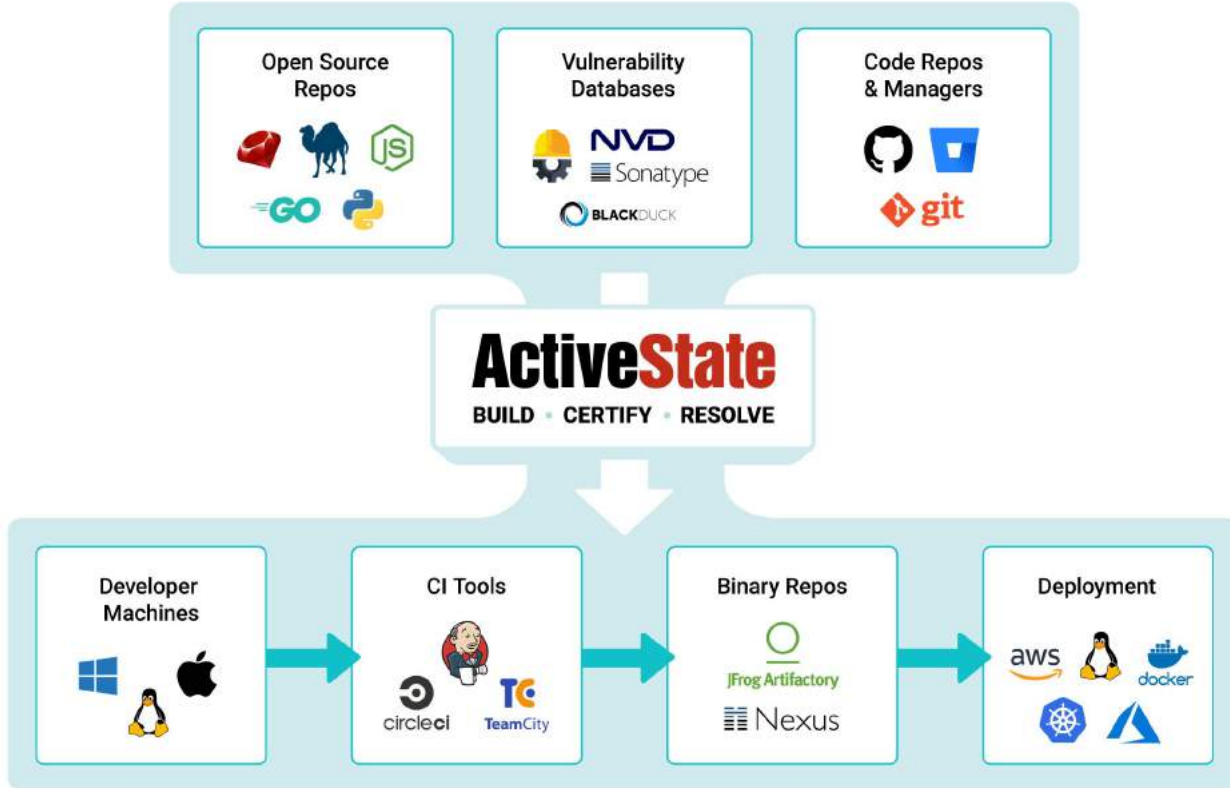 Open Source
Repos
JS
GO
Vulnerability
Databases
NVD
Sonatype
BLACKDUCK
Code Repos
& Managers
git
ActiveState
BUILD • CERTIFY • RESOLVE
Developer
Machines
CI Tools
circleci
TC
TeamCity
Binary Repos
JFrog Artifactory
Nexus
Deployment
aws
docker